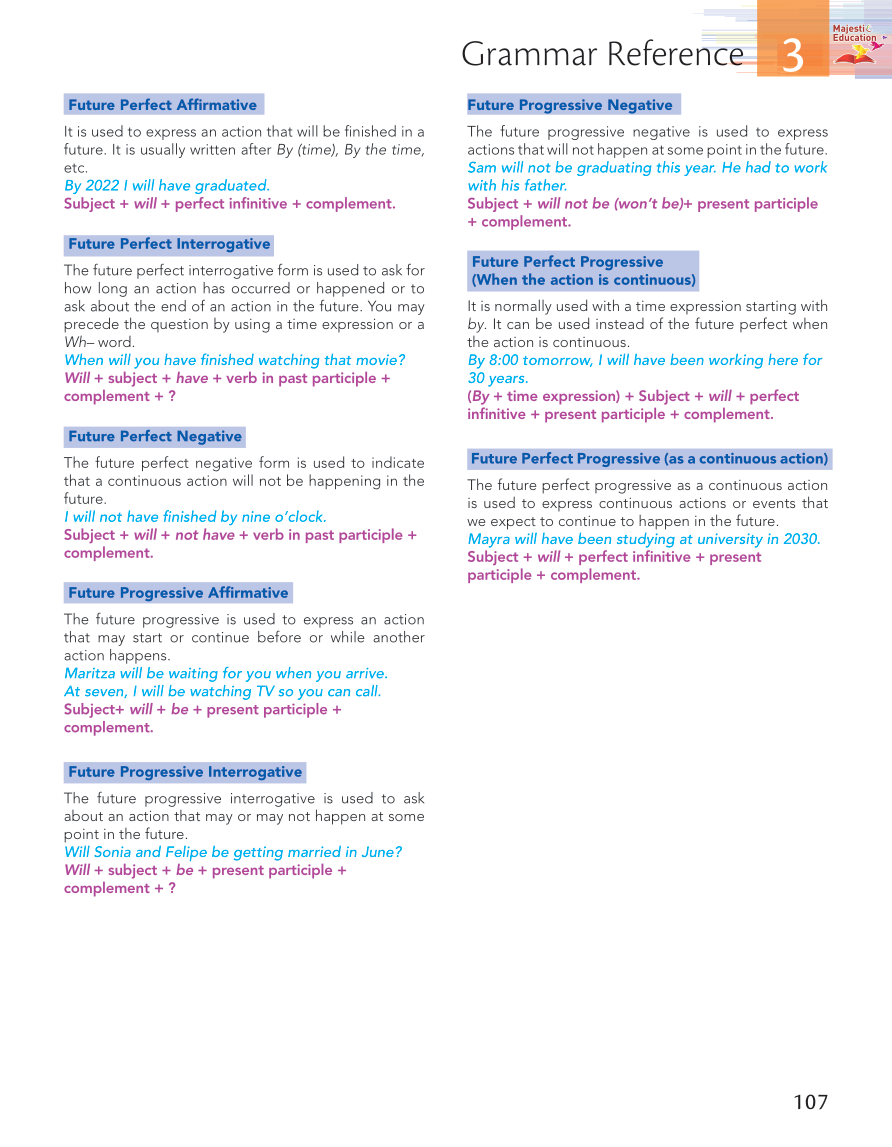 Grammar Reference 3
Majestic
Education
Future Perfect Affirmative
It is used to express an action that will be finished in a
future. It is usually written after By (time), By the time,
etc.
By 2022 I will have graduated.
Subject + will + perfect infinitive + complement.
Future Perfect Interrogative
The future perfect interrogative form is used to ask for
how long an action has occurred or happened or to
ask about the end of an action in the future. You may
precede the question by using a time expression or a
Wh– word.
When will you have finished watching that movie?
Will + subject + have + verb in past participle +
complement + ?
Future Perfect Negative
The future perfect negative form is used to indicate
that a continuous action will not be happening in the
future.
I will not have finished by nine o’clock.
Subject + will + not have + verb in past participle +
complement.
Future Progressive Affirmative
The future progressive is used to express an action
that may start or continue before or while another
action happens.
Maritza will be waiting for you when you arrive.
At seven, I will be watching TV so you can call.
Subject+ will + be + present participle +
complement.
Future Progressive Interrogative
The future progressive interrogative is used to ask
about an action that may or may not happen at some
point in the future.
Will Sonia and Felipe be getting married in June?
Will + subject + be + present participle +
complement + ?
Future Progressive Negative
The future progressive negative is used to express
actions that will not happen at some point in the future.
Sam will not be graduating this year. He had to work
with his father.
Subject + will not be (won’t be)+ present participle
+ complement.
Future Perfect Progressive
(When the action is continuous)
It is normally used with a time expression starting with
by. It can be used instead of the future perfect when
the action is continuous.
By 8:00 tomorrow, I will have been working here for
30 years.
(By + time expression) + Subject + will + perfect
infinitive + present participle + complement.
Future Perfect Progressive (as a continuous action)
The future perfect progressive as a continuous action
is used to express continuous actions or events that
we expect to continue to happen in the future.
Mayra will have been studying at university in 2030.
Subject + will + perfect infinitive + present
participle + complement.
107